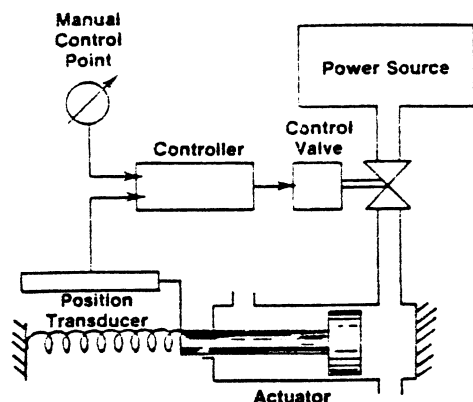 Manual
Control
Point
Power Source
Control
Valve
Controller
Position
Transducer
Actuator